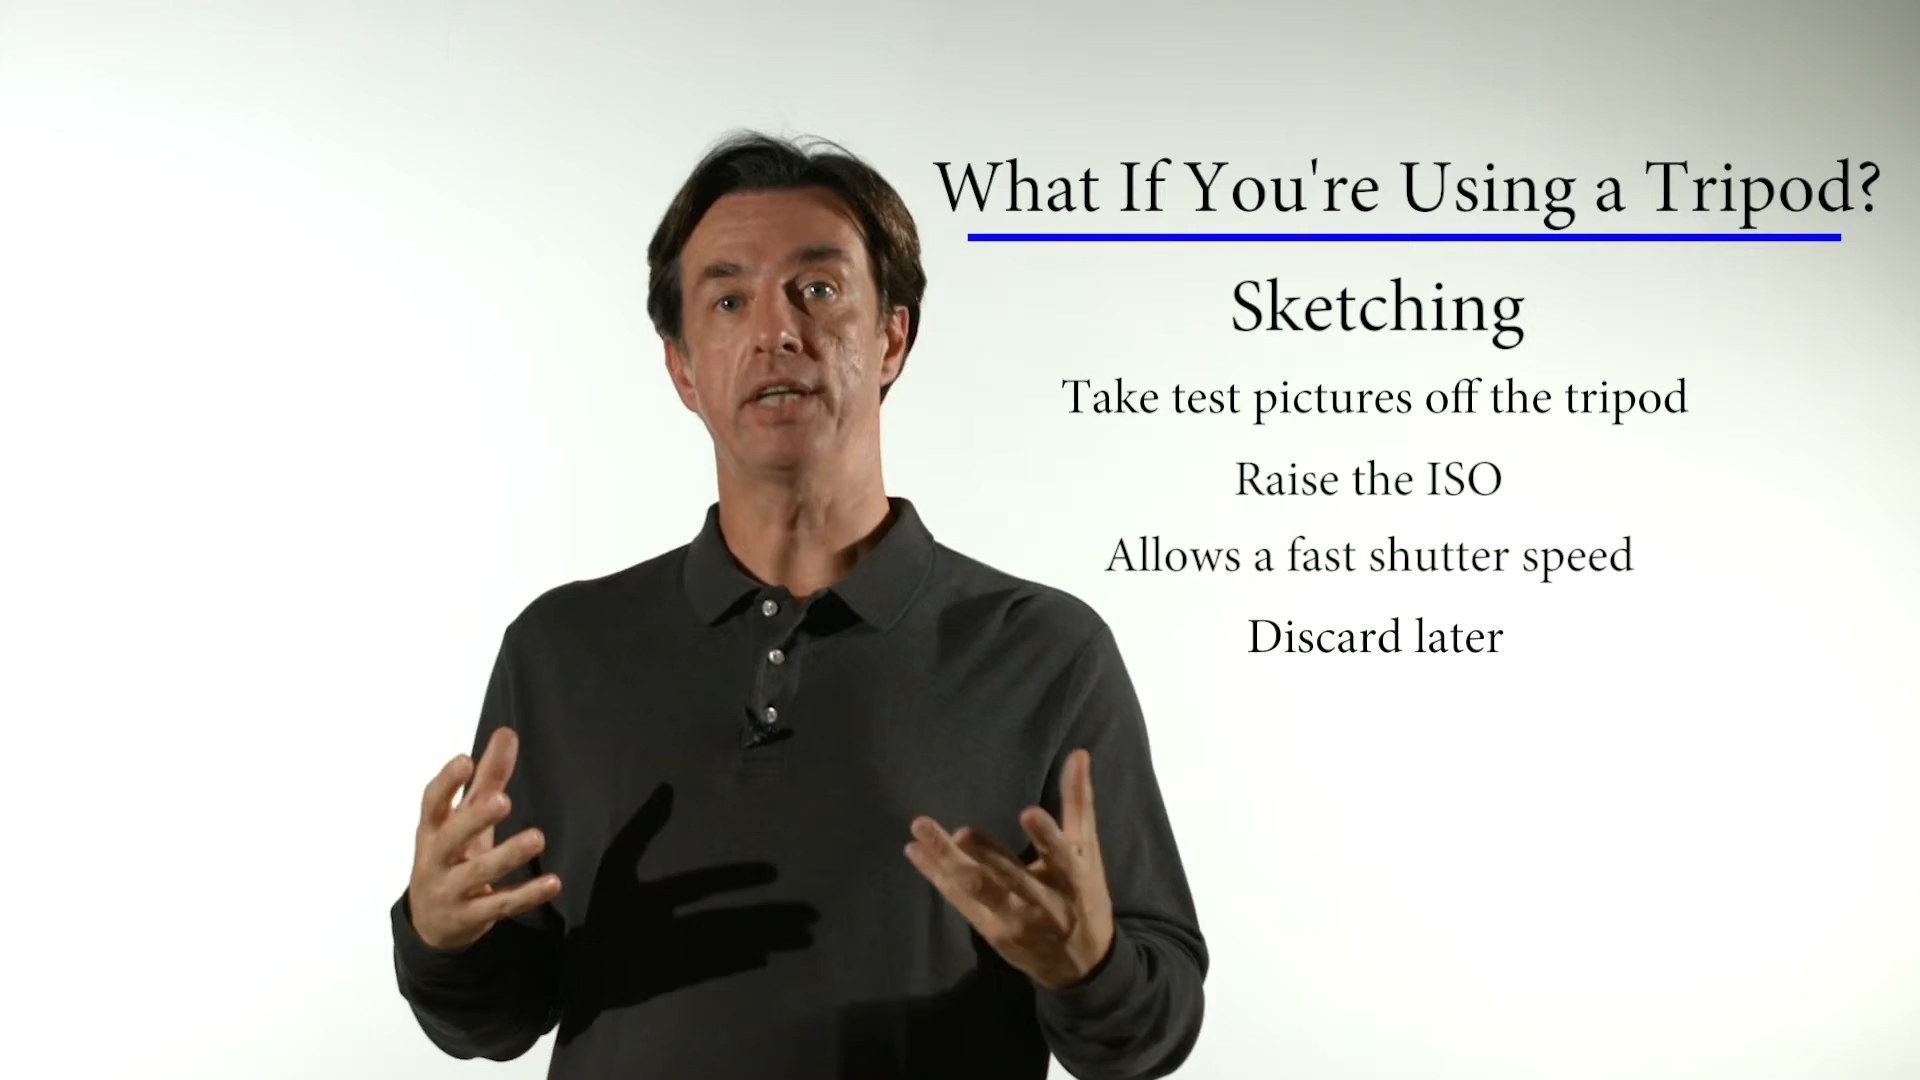 What If You're Using a Tripod?
Sketching
Take test pictures off the tripod
Raise the ISO
Allows a fast shutter speed
Discard later